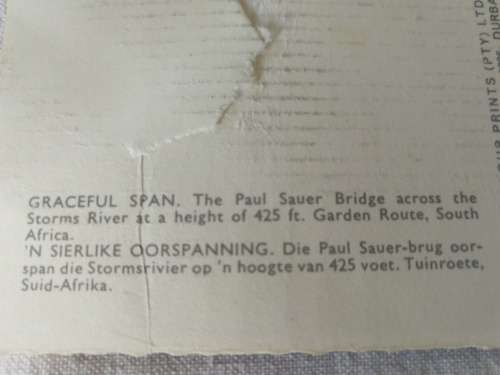 GRACEFUL SPAN. The Paul Sauer Bridge across the
Storms River at a height of 425 ft. Garden Route, South
Africa.
'N SIERLIKE OORSPANNING. Die Paul Sauer-brug oor-
span die Stormsrivier op 'n hoogte van 425 voet. Tuinroete,
Suid-Afrika.
PRINTS (PTY) LTD